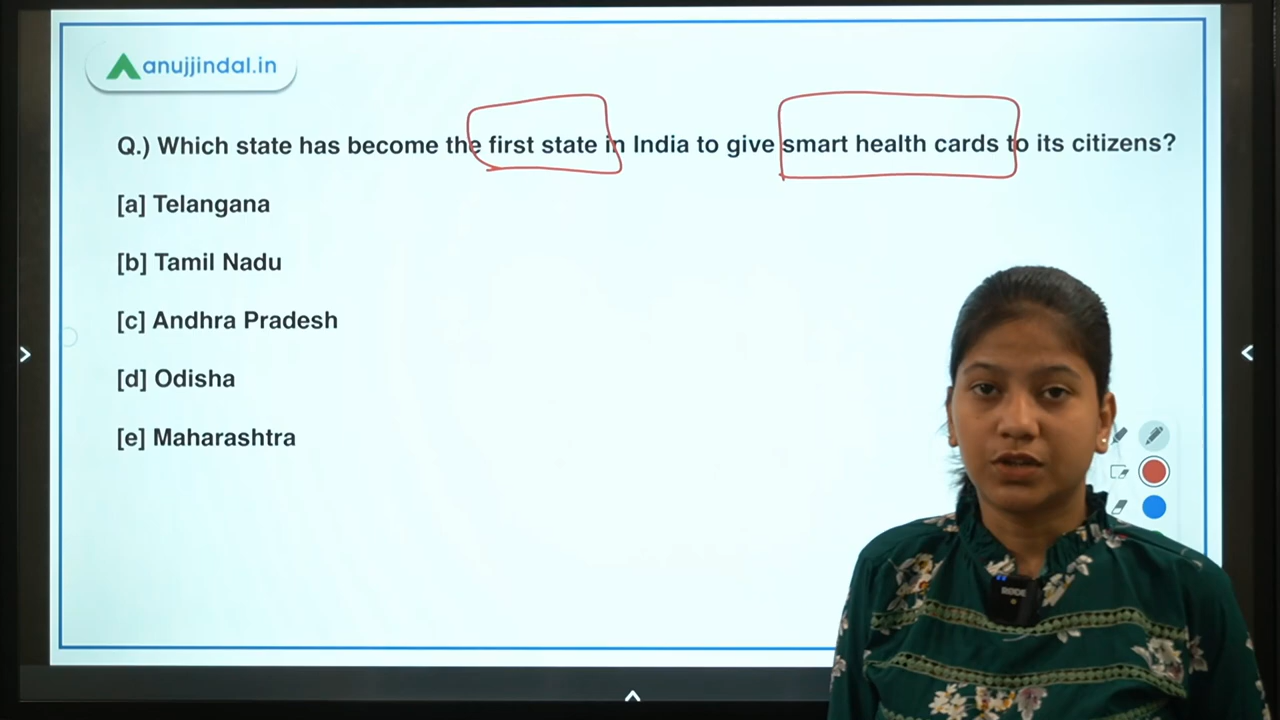 anujjindal.in
Q.) Which state has become the first state in India to give smart health cards to its citizens?
[a] Telangana
[b] Tamil Nadu
[c] Andhra Pradesh
[d] Odisha
[e] Maharashtra
RODE